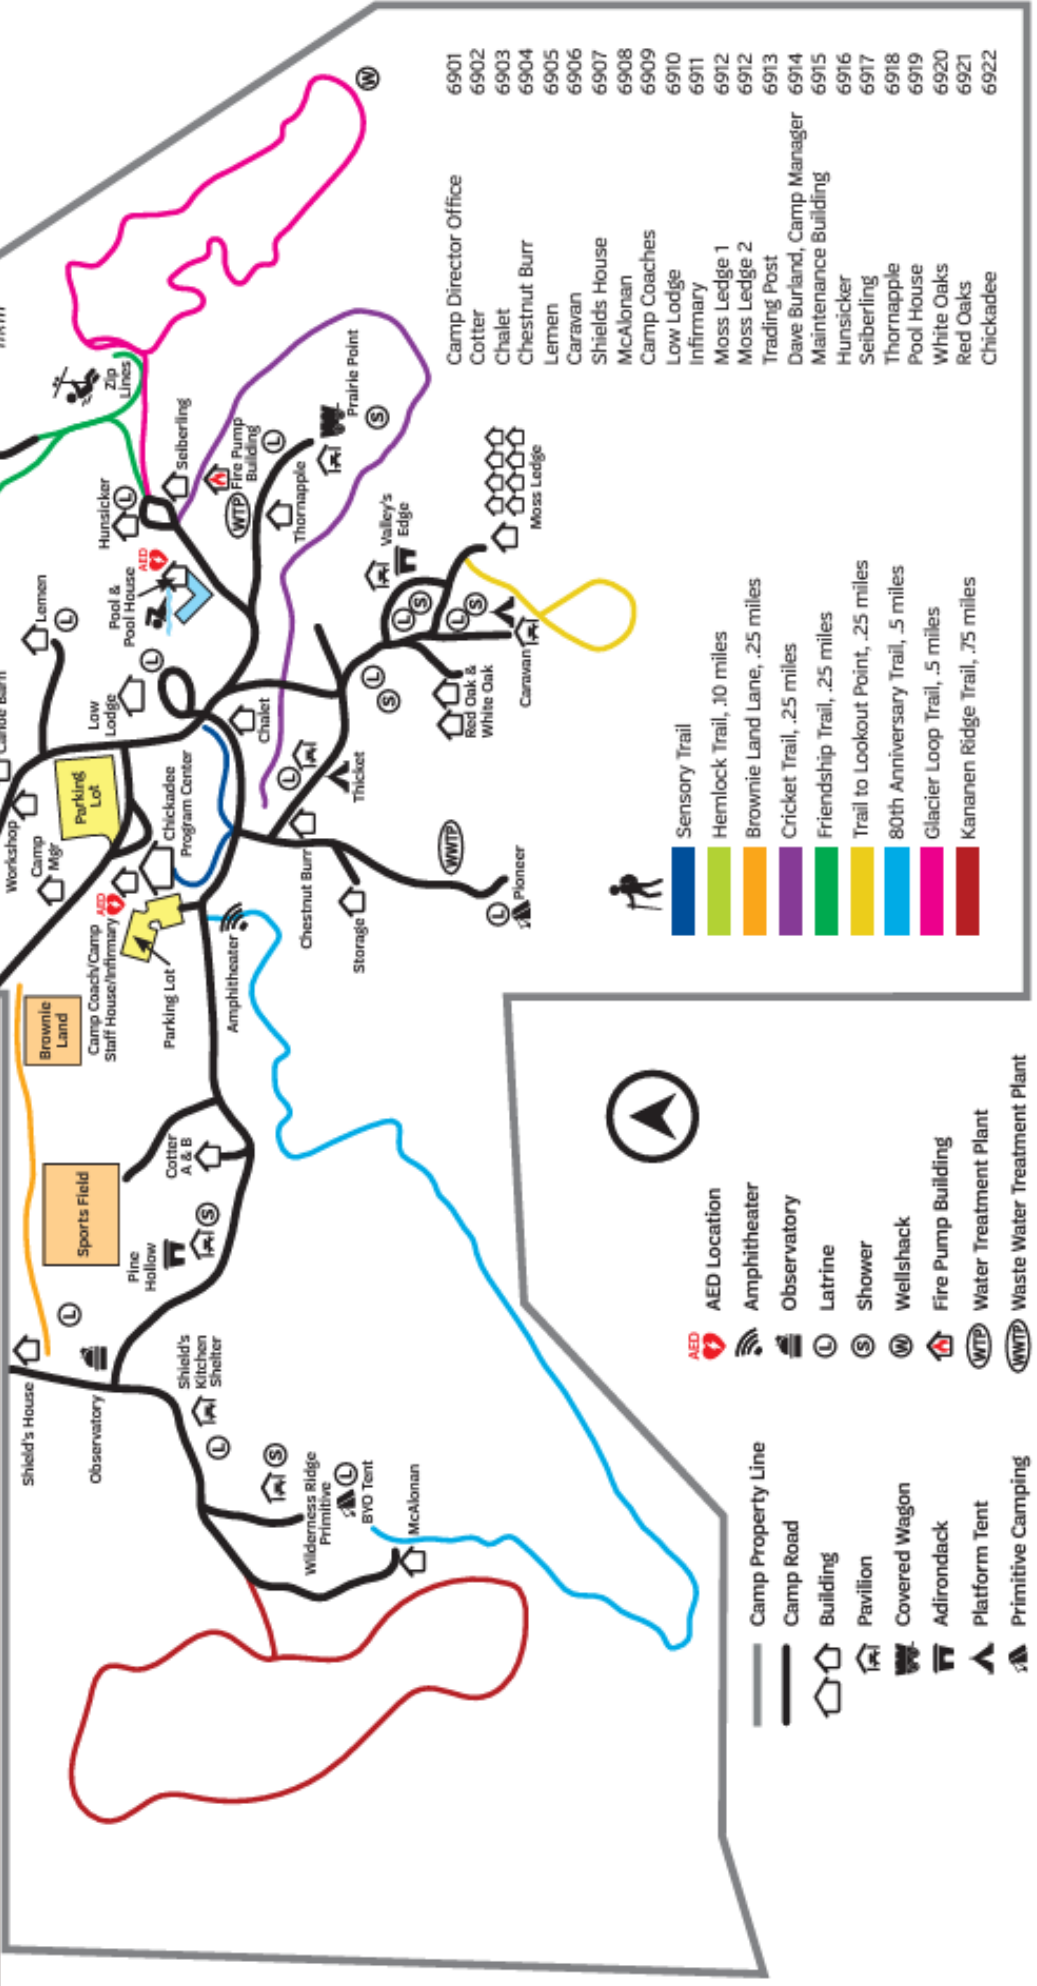 Shield's House
Observatory
Sports Field
Brownie
Land
Pine
Hollow
Cotter
A & B
Shield's
Kitchen
Shelter
Wilderness Ridge
Primitive
BYO Tent
McAlonan
L
L
S
L
S
Workshop
Camp
Mgr
Camp Coach/Camp
Staff House/Infirmary
AED
Parking Lot
Parking
Lot
Chickadee
Program Center
Amphitheater
Low
Lodge
L
Lemen
L
Pool &
Pool House
AED
Hunsicker
L
Seiberling
Zip
Lines
W
WTP
Fire Pump
Building
L
Thornapple
Prairie Point
S
Chalet
L
Thicket
Chestnut Burr
Storage
WWTP
L
Pioneer
L
S
Red Oak &
White Oak
Valley's
Edge
L
S
L
S
Caravan
Moss Ledge
Camp Director Office 6901
Cotter 6902
Chalet 6903
Chestnut Burr 6904
Lemen 6905
Caravan 6906
Shields House 6907
McAlonan 6908
Camp Coaches 6909
Low Lodge 6910
Infirmary 6911
Moss Ledge 1 6912
Moss Ledge 2 6912
Trading Post 6913
Dave Burland, Camp Manager 6914
Maintenance Building 6915
Hunsicker 6916
Seiberling 6917
Thornapple 6918
Pool House 6919
White Oaks 6920
Red Oaks 6921
Chickadee 6922
Sensory Trail
Hemlock Trail, .10 miles
Brownie Land Lane, .25 miles
Cricket Trail, .25 miles
Friendship Trail, .25 miles
Trail to Lookout Point, .25 miles
80th Anniversary Trail, .5 miles
Glacier Loop Trail, .5 miles
Kananen Ridge Trail, .75 miles
AED AED Location
Amphitheater
Observatory
L Latrine
S Shower
W Wellshack
Fire Pump Building
WTP Water Treatment Plant
WWTP Waste Water Treatment Plant
Camp Property Line
Camp Road
Building
Pavilion
Covered Wagon
Adirondack
Platform Tent
Primitive Camping